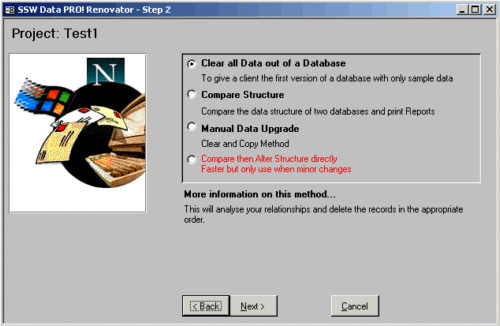 SSW Data PRO! Renovator - Step 2
Project: Test1
N
Clear all Data out of a Database
To give a client the first version of a database with only sample data
Compare Structure
Compare the data structure of two databases and print Reports
Manual Data Upgrade
Clear and Copy Method
Compare then Alter Structure directly
Faster but only use when minor changes
More information on this method...
This will analyse your relationships and delete the records in the appropriate
order.
< Back
Next >
Cancel